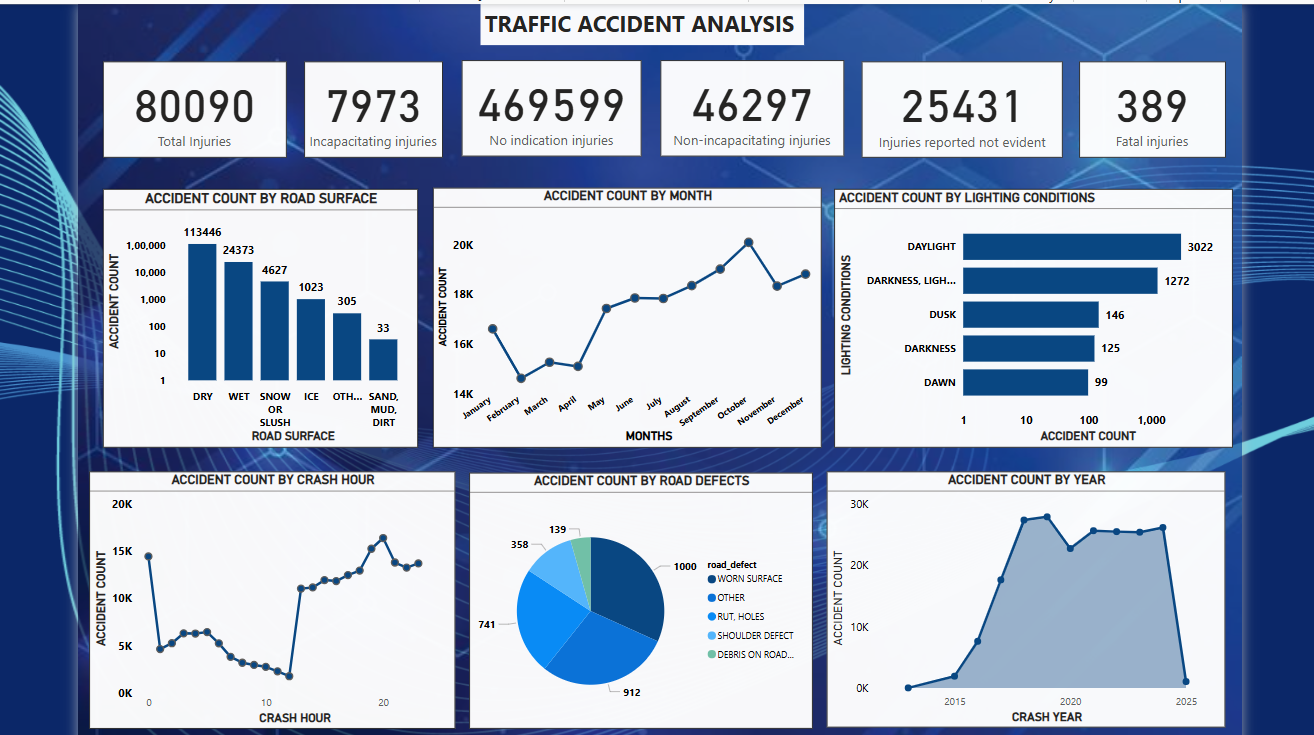 TRAFFIC ACCIDENT ANALYSIS
80090
Total Injuries
7973
Incapacitating injuries
469599
No indication injuries
46297
Non-incapacitating injuries
25431
Injuries reported not evident
389
Fatal injuries
ACCIDENT COUNT BY ROAD SURFACE
ACCIDENT COUNT
1,00,000
10,000
1,000
100
10
1
113446
24373
4627
1023
305
33
DRY
WET
SNOW
OR
SLUSH
ICE
OTH...
SAND,
MUD,
DIRT
ROAD SURFACE
ACCIDENT COUNT BY MONTH
ACCIDENT COUNT
20K
18K
16K
14K
January
February
March
April
May
June
July
August
September
October
November
December
MONTHS
ACCIDENT COUNT BY LIGHTING CONDITIONS
LIGHTING CONDITIONS
DAYLIGHT
3022
DARKNESS, LIGH...
1272
DUSK
146
DARKNESS
125
DAWN
99
1
10
100
1,000
ACCIDENT COUNT
ACCIDENT COUNT BY CRASH HOUR
ACCIDENT COUNT
20K
15K
10K
5K
0K
0
10
20
CRASH HOUR
ACCIDENT COUNT BY ROAD DEFECTS
139
358
741
912
1000
road_defect
WORN SURFACE
OTHER
RUT, HOLES
SHOULDER DEFECT
DEBRIS ON ROAD...
ACCIDENT COUNT BY YEAR
ACCIDENT COUNT
30K
20K
10K
0K
2015
2020
2025
CRASH YEAR